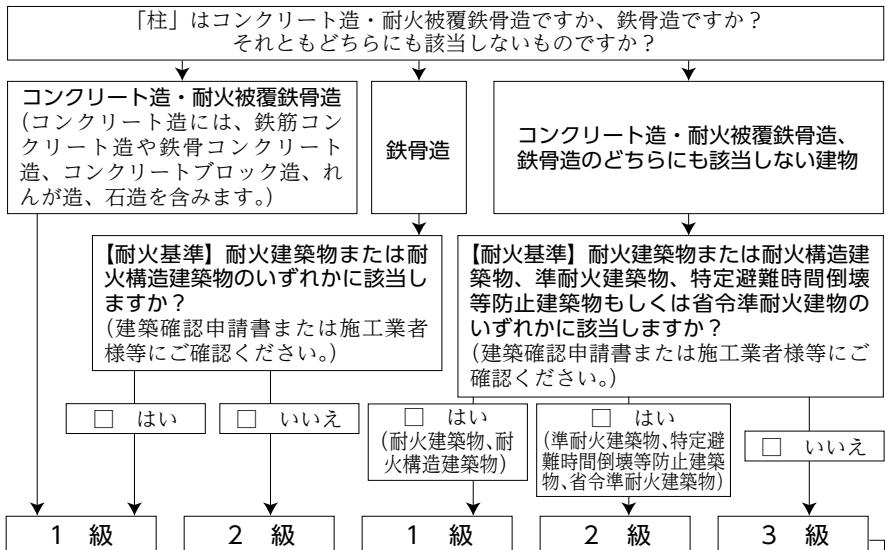 「柱」はコンクリート造・耐火被覆鉄骨造ですか、鉄骨造ですか？
それともどちらにも該当しないものですか？
コンクリート造・耐火被覆鉄骨造
(コンクリート造には、鉄筋コン
クリート造や鉄骨コンクリート
造、コンクリートブロック造、れ
んが造、石造を含みます。)
鉄骨造
コンクリート造・耐火被覆鉄骨造、
鉄骨造のどちらにも該当しない建物
【耐火基準】耐火建築物または耐
火構造建築物のいずれかに該当し
ますか？
(建築確認申請書または施工業者
様等にご確認ください。)
【耐火基準】耐火建築物または耐火構造建
築物、準耐火建築物、特定避難時間倒壊
等防止建築物もしくは省令準耐火建物の
いずれかに該当しますか？
(建築確認申請書または施工業者様等にご
確認ください。)
□ はい
□ いいえ
□ はい
(耐火建築物、耐
火構造建築物)
□ はい
(準耐火建築物、特定避
難時間倒壊等防止建築
物、省令準耐火建築物)
□ いいえ
1 級
2 級
1 級
2 級
3 級